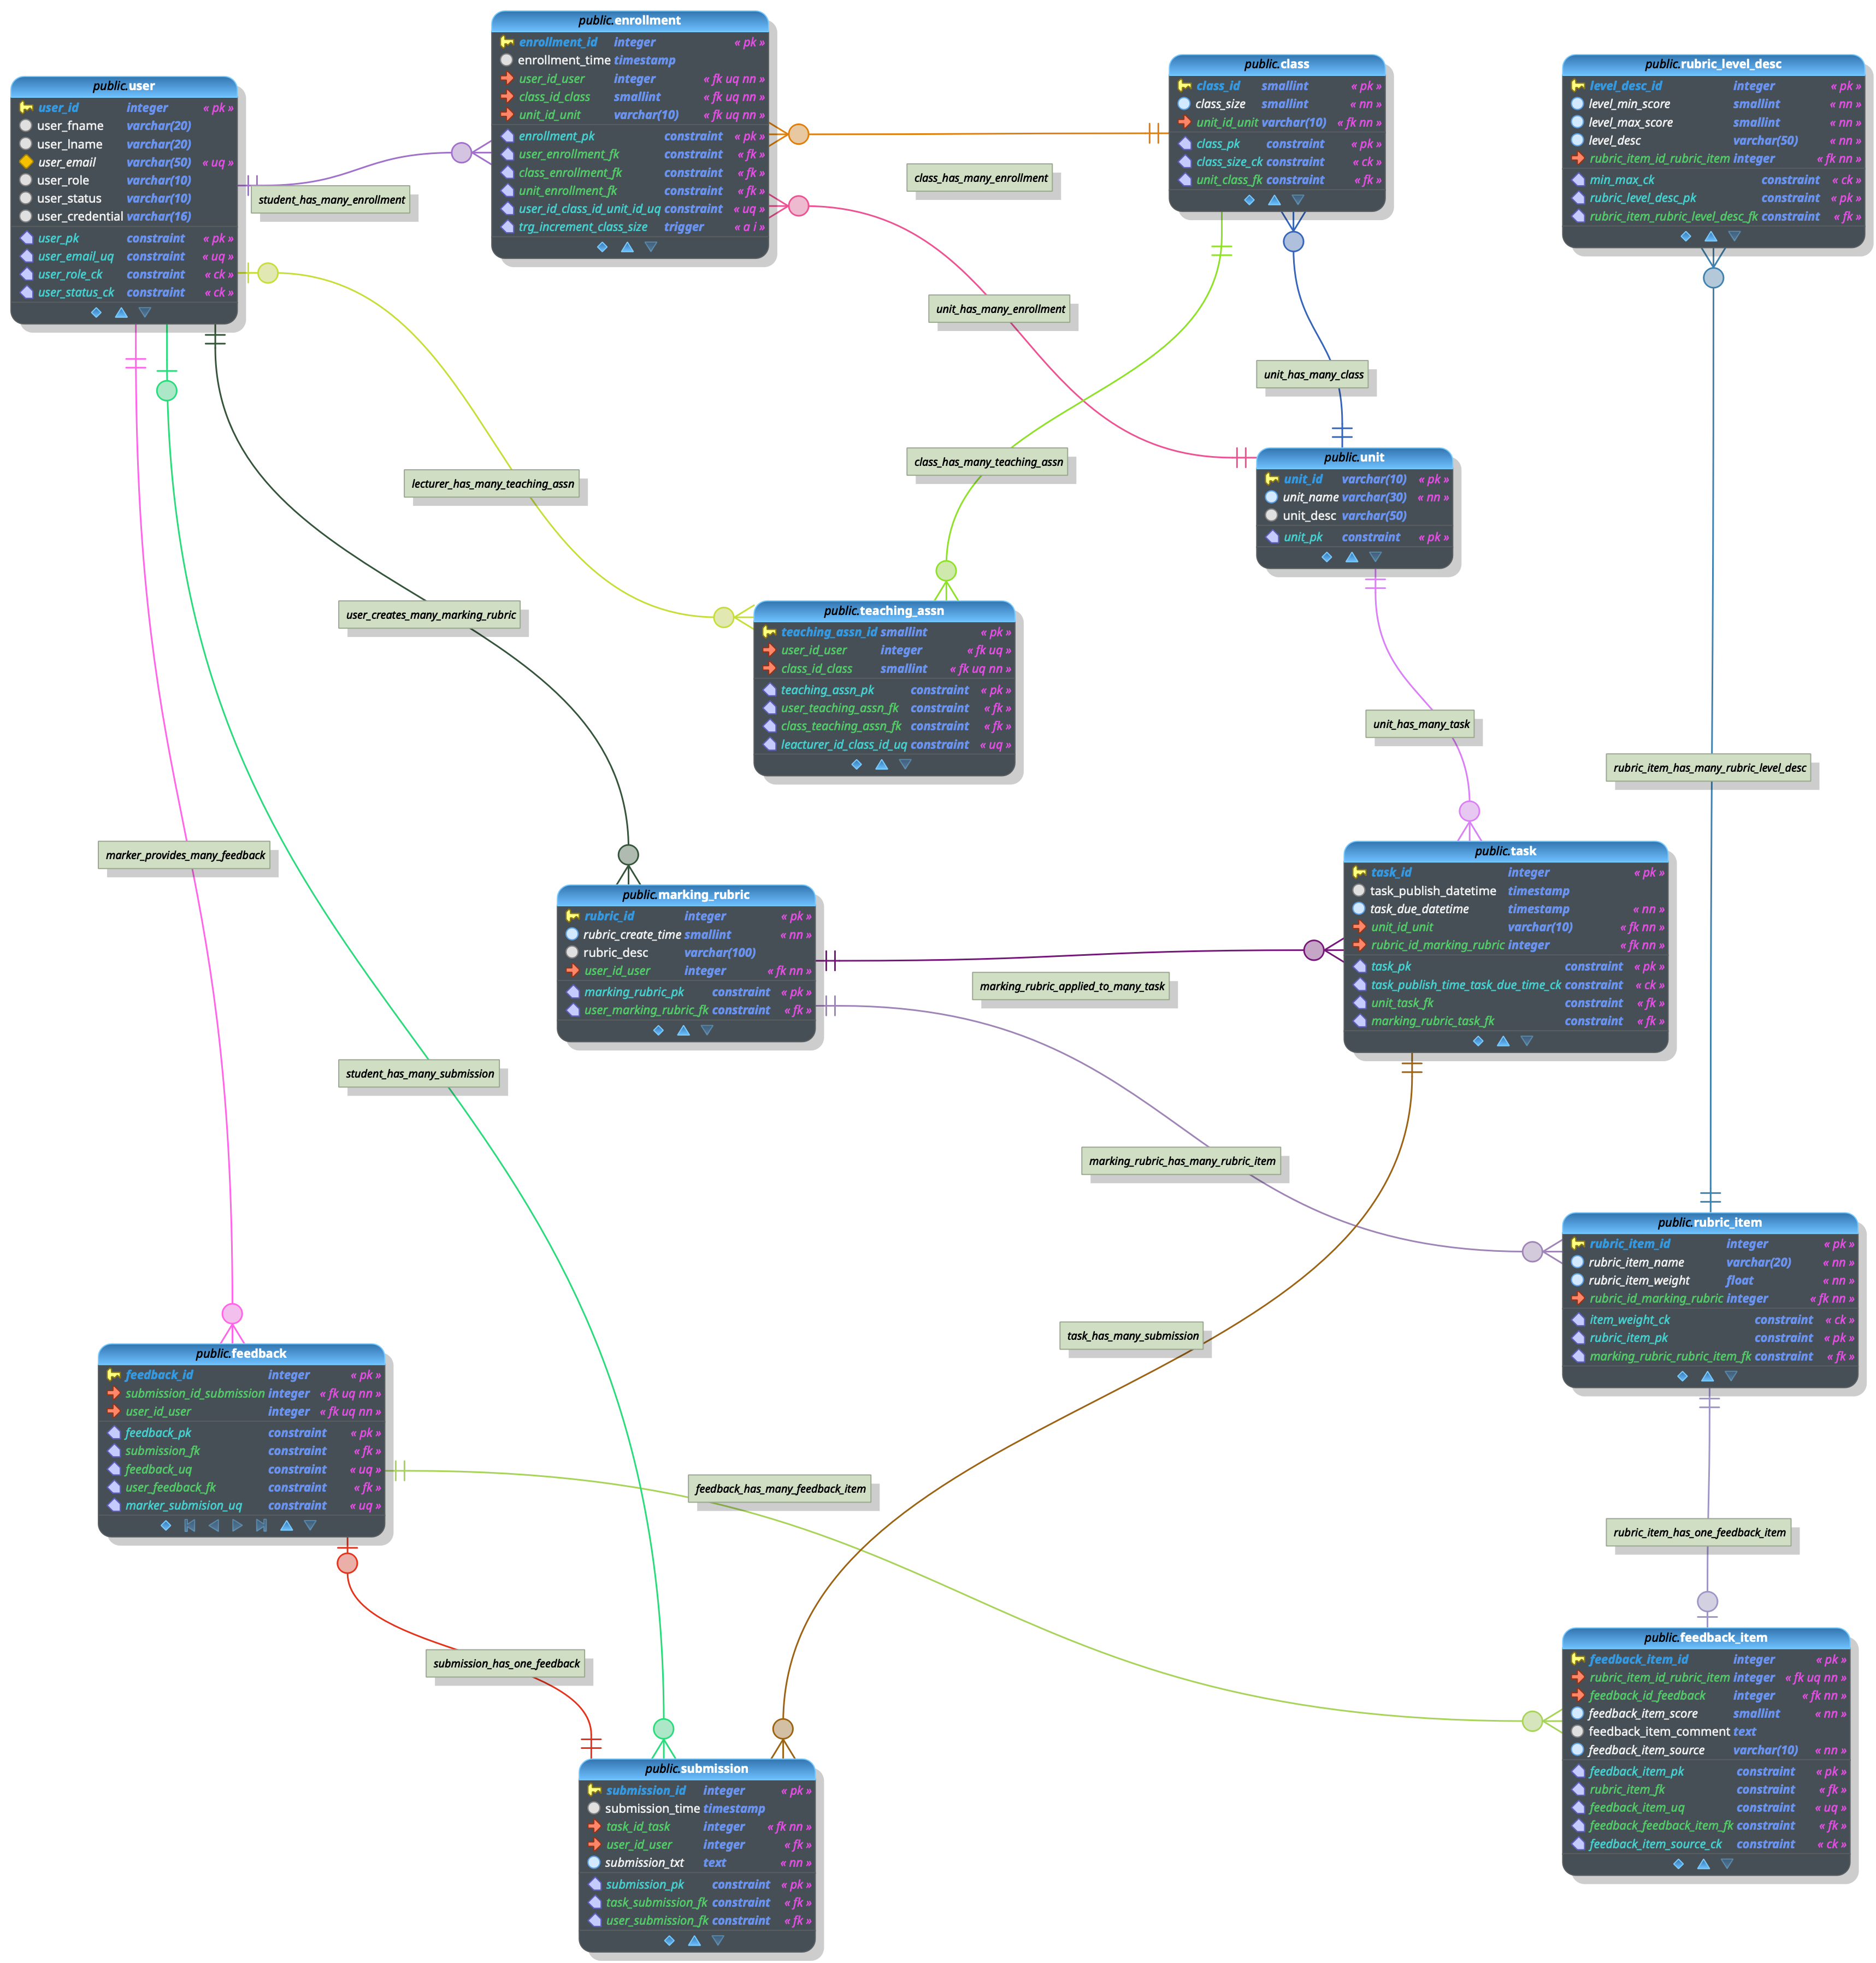 public.user
user_id integer « pk »
user_fname varchar(20)
user_lname varchar(20)
user_email varchar(50) « uq »
user_role varchar(10)
user_status varchar(10)
user_credential varchar(16)
user_pk constraint « pk »
user_email_uq constraint « uq »
user_role_ck constraint « ck »
user_status_ck constraint « ck »
public.enrollment
enrollment_id integer « pk »
enrollment_time timestamp
user_id_user integer « fk uq nn »
class_id_class smallint « fk uq nn »
unit_id_unit varchar(10) « fk uq nn »
enrollment_pk constraint « pk »
user_enrollment_fk constraint « fk »
class_enrollment_fk constraint « fk »
unit_enrollment_fk constraint « fk »
user_id_class_id_unit_id_uq constraint « uq »
trg_increment_class_size trigger « a i »
public.class
class_id smallint « pk »
class_size smallint « nn »
unit_id_unit varchar(10) « fk nn »
class_pk constraint « pk »
class_size_ck constraint « ck »
unit_class_fk constraint « fk »
public.rubric_level_desc
level_desc_id integer « pk »
level_min_score smallint « nn »
level_max_score smallint « nn »
level_desc varchar(50) « nn »
rubric_item_id_rubric_item integer « fk nn »
min_max_ck constraint « ck »
rubric_level_desc_pk constraint « pk »
rubric_item_rubric_level_desc_fk constraint « fk »
student_has_many_enrollment
class_has_many_enrollment
unit_has_many_enrollment
unit_has_many_class
class_has_many_teaching_assn
lecturer_has_many_teaching_assn
public.unit
unit_id varchar(10) « pk »
unit_name varchar(30) « nn »
unit_desc varchar(50)
unit_pk constraint « pk »
user_creates_many_marking_rubric
public.teaching_assn
teaching_assn_id smallint « pk »
user_id_user integer « fk uq »
class_id_class smallint « fk uq nn »
teaching_assn_pk constraint « pk »
user_teaching_assn_fk constraint « fk »
class_teaching_assn_fk constraint « fk »
leacturer_id_class_id_uq constraint « uq »
unit_has_many_task
rubric_item_has_many_rubric_level_desc
marker_provides_many_feedback
public.marking_rubric
rubric_id integer « pk »
rubric_create_time smallint « nn »
rubric_desc varchar(100)
user_id_user integer « fk nn »
marking_rubric_pk constraint « pk »
user_marking_rubric_fk constraint « fk »
public.task
task_id integer « pk »
task_publish_datetime timestamp
task_due_datetime timestamp « nn »
unit_id_unit varchar(10) « fk nn »
rubric_id_marking_rubric integer « fk nn »
task_pk constraint « pk »
task_publish_time_task_due_time_ck constraint « ck »
unit_task_fk constraint « fk »
marking_rubric_task_fk constraint « fk »
marking_rubric_applied_to_many_task
student_has_many_submission
marking_rubric_has_many_rubric_item
public.rubric_item
rubric_item_id integer « pk »
rubric_item_name varchar(20) « nn »
rubric_item_weight float « nn »
rubric_id_marking_rubric integer « fk nn »
item_weight_ck constraint « ck »
rubric_item_pk constraint « pk »
marking_rubric_rubric_item_fk constraint « fk »
task_has_many_submission
public.feedback
feedback_id integer « pk »
submission_id_submission integer « fk uq nn »
user_id_user integer « fk uq nn »
feedback_pk constraint « pk »
submission_fk constraint « fk »
feedback_uq constraint « uq »
user_feedback_fk constraint « fk »
marker_submision_uq constraint « uq »
feedback_has_many_feedback_item
rubric_item_has_one_feedback_item
submission_has_one_feedback
public.feedback_item
feedback_item_id integer « pk »
rubric_item_id_rubric_item integer « fk uq nn »
feedback_id_feedback integer « fk nn »
feedback_item_score smallint « nn »
feedback_item_comment text
feedback_item_source varchar(10) « nn »
feedback_item_pk constraint « pk »
rubric_item_fk constraint « fk »
feedback_item_uq constraint « uq »
feedback_feedback_item_fk constraint « fk »
feedback_item_source_ck constraint « ck »
public.submission
submission_id integer « pk »
submission_time timestamp
task_id_task integer « fk nn »
user_id_user integer « fk »
submission_txt text « nn »
submission_pk constraint « pk »
task_submission_fk constraint « fk »
user_submission_fk constraint « fk »